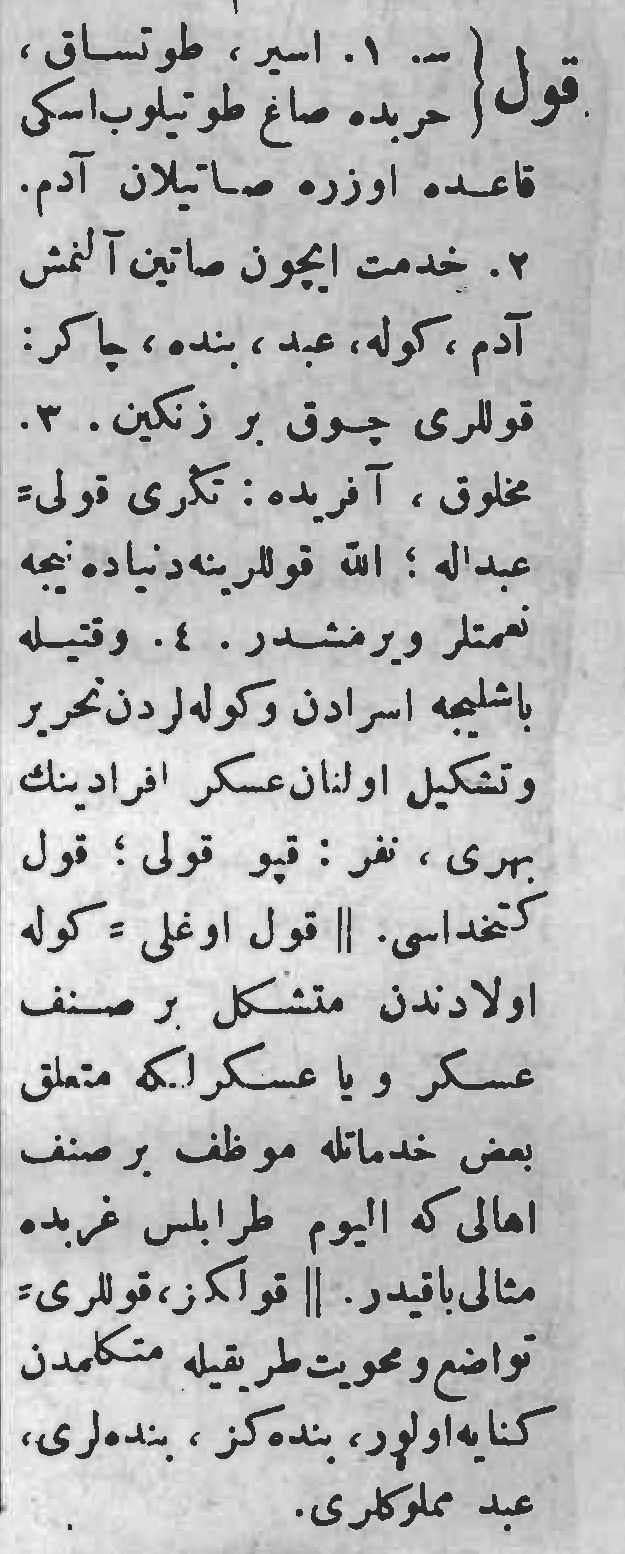 قول { س. ١. اسیر ، طوتساق ،
حربده صاغ طوتیلوب اسکی
قاعده اوزره صاتیلان آدم.
٢. خدمت ایچون صاتین آلنمش
آدم ، کوله، عبد ، بنده ، چاکر :
قوللری چوق بر زنکین . ٣.
مخلوق ، آفریده : تکری قولی =
عبداله ؛ الله قوللرینه دنیاده نیجه
نعمتلر ویرمشدر . ٤. وقتیله
باشلیجه اسرادن وکوله لردن تحریر
وتشکیل اولنان عسکر افرادینك
بهری ، نفر : قپو قولی ؛ قول
کتخداسی. || قول اوغلی = کوله
اولادندن متشکل بر صنف
عسکر و یا عسکرلکه متعلق
بعض خدماتله موظف بر صنف
اهالی که الیوم طرابلس غربده
مثالی باقیدر. || قولکز، قوللری =
تواضع ومحویت طریقیله متکلمدن
کنایه اولور، بنده کز ، بنده لری،
عبد مملوکلری.